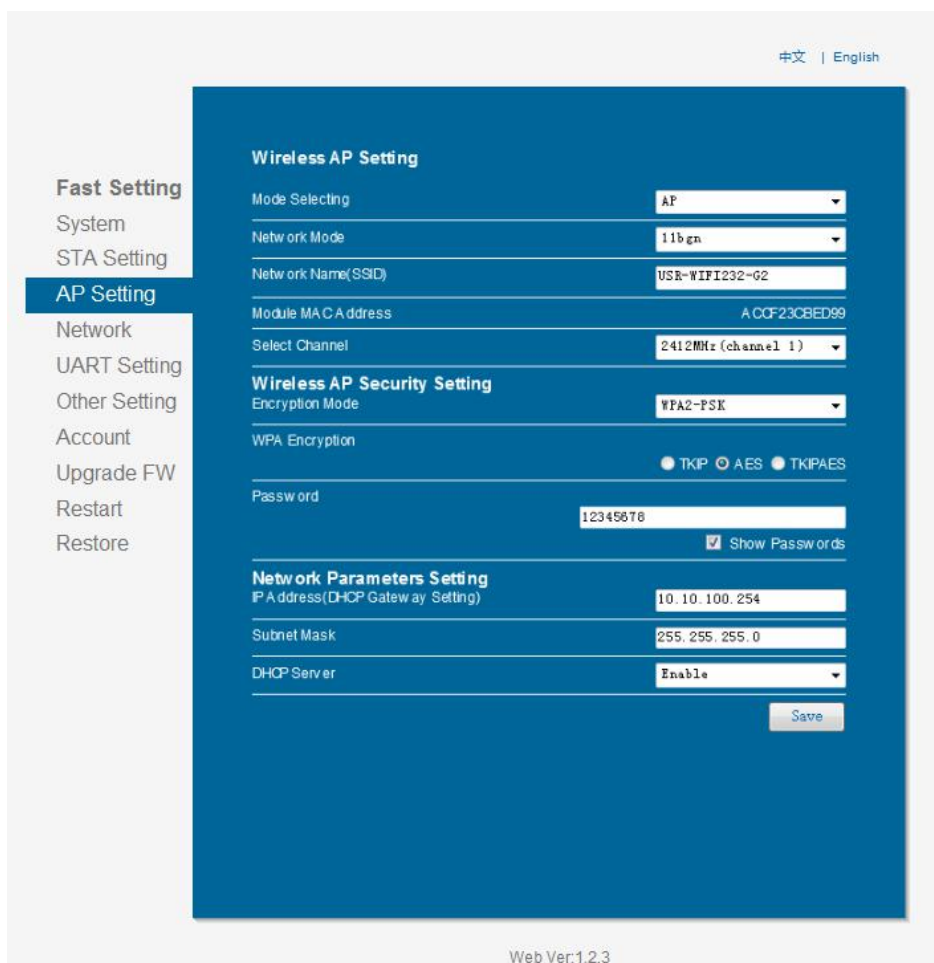 中文 | English
Fast Setting
System
STA Setting
AP Setting
Network
UART Setting
Other Setting
Account
Upgrade FW
Restart
Restore
Wireless AP Setting
Mode Selecting AP
Network Mode 11bgn
Network Name(SSID) USR-WIFI232-G2
Module MAC Address ACCF23CBED99
Select Channel 2412MHz (channel 1)
Wireless AP Security Setting
Encryption Mode WPA2-PSK
WPA Encryption
TKIP AES TKIPAES
Password
12345678
Show Passwords
Network Parameters Setting
IP Address(DHCP Gateway Setting) 10.10.100.254
Subnet Mask 255.255.255.0
DHCP Server Enable
Save
Web Ver:1.2.3